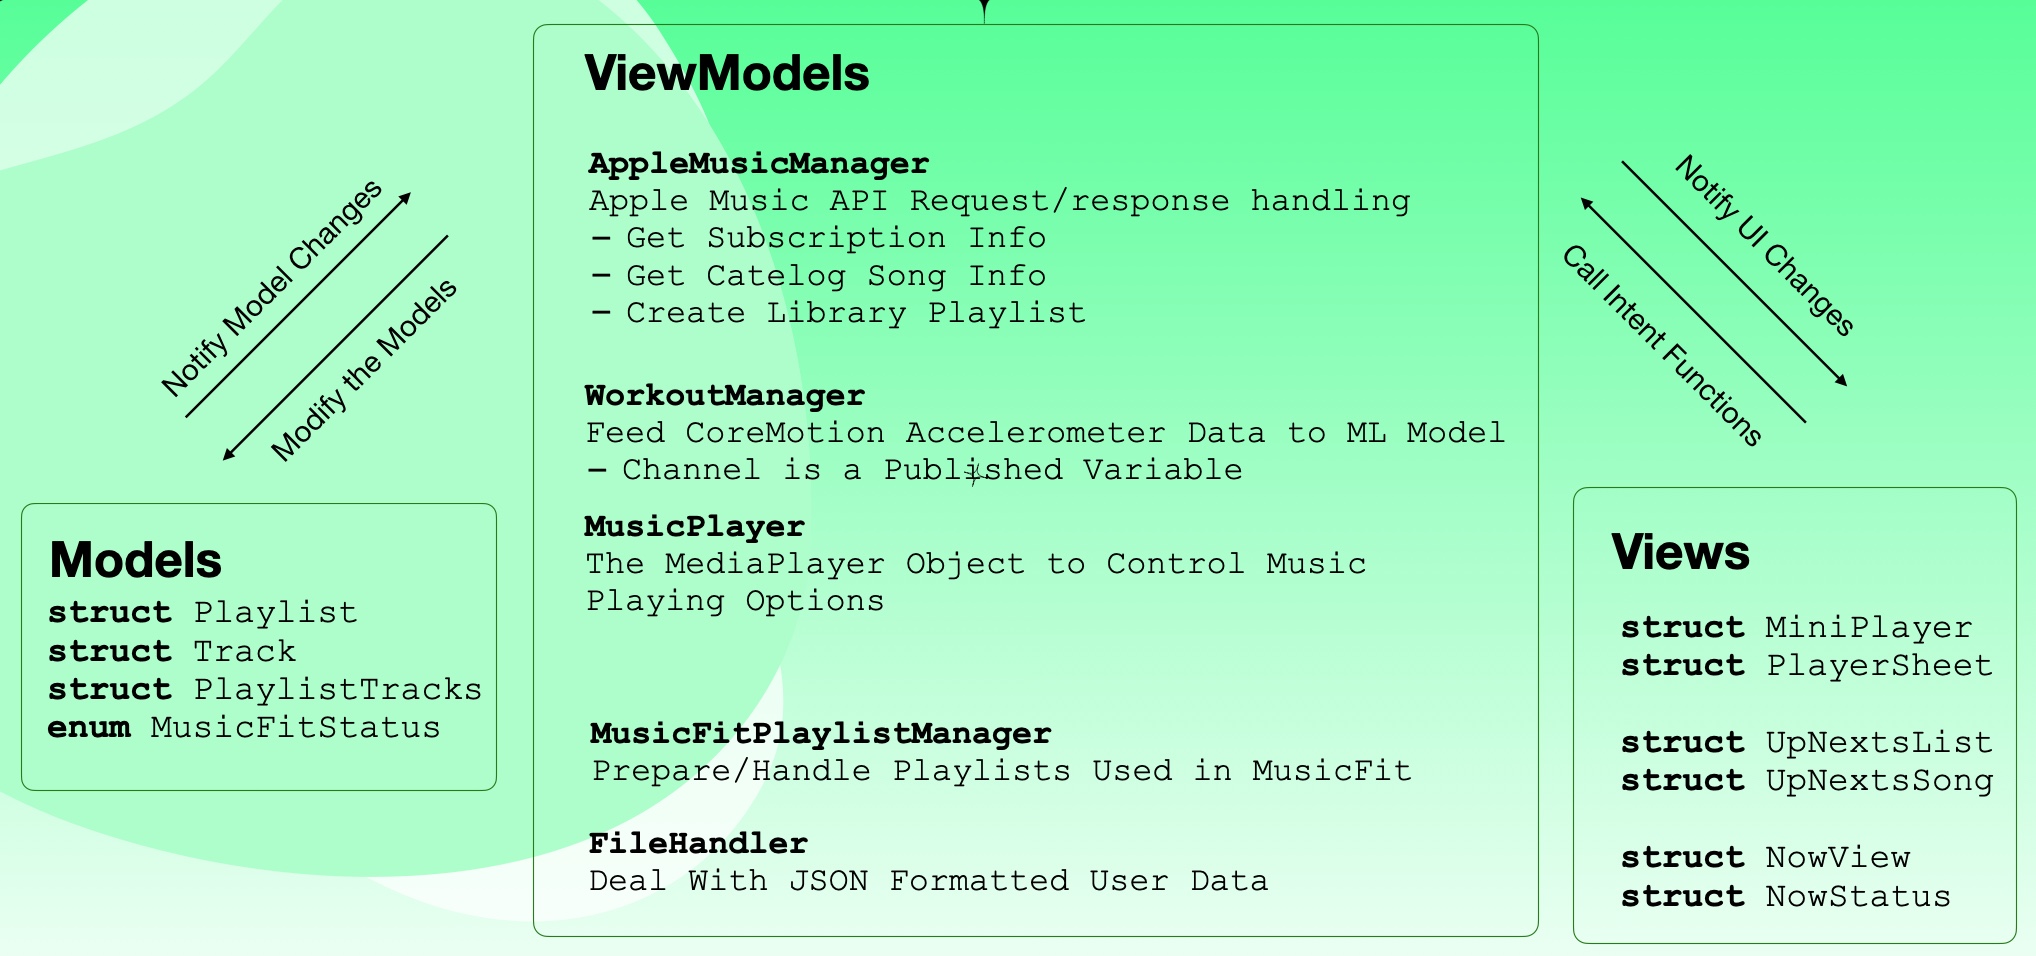 ViewModels
AppleMusicManager
Apple Music API Request/response handling
– Get Subscription Info
– Get Catelog Song Info
– Create Library Playlist
WorkoutManager
Feed CoreMotion Accelerometer Data to ML Model
– Channel is a Published Variable
MusicPlayer
The MediaPlayer Object to Control Music
Playing Options
MusicFitPlaylistManager
Prepare/Handle Playlists Used in MusicFit
FileHandler
Deal With JSON Formatted User Data
Notify Model Changes
Modify the Models
Models
struct Playlist
struct Track
struct PlaylistTracks
enum MusicFitStatus
Notify UI Changes
Call Intent Functions
Views
struct MiniPlayer
struct PlayerSheet
struct UpNextsList
struct UpNextsSong
struct NowView
struct NowStatus